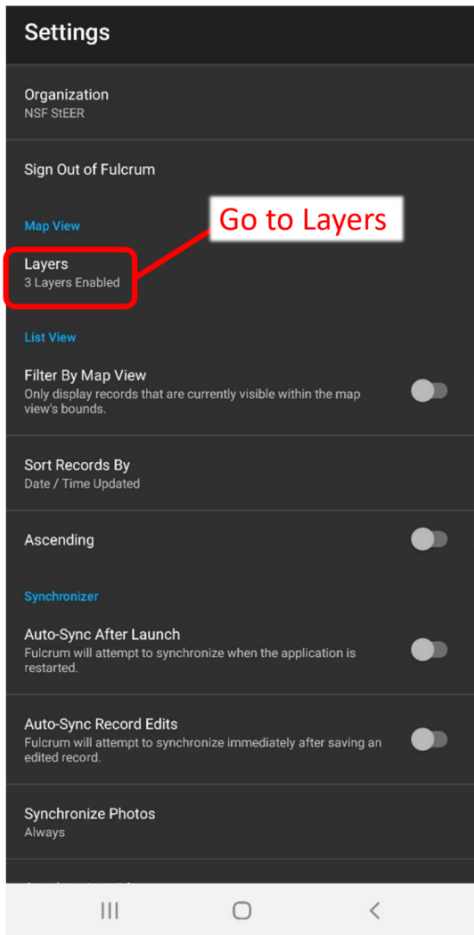 Settings
Organization
NSF StEER
Sign Out of Fulcrum
Go to Layers
Map View
Layers
3 Layers Enabled
List View
Filter By Map View
Only display records that are currently visible within the map
view's bounds.
Sort Records By
Date / Time Updated
Ascending
Synchronizer
Auto-Sync After Launch
Fulcrum will attempt to synchronize when the application is
restarted.
Auto-Sync Record Edits
Fulcrum will attempt to synchronize immediately after saving an
edited record.
Synchronize Photos
Always